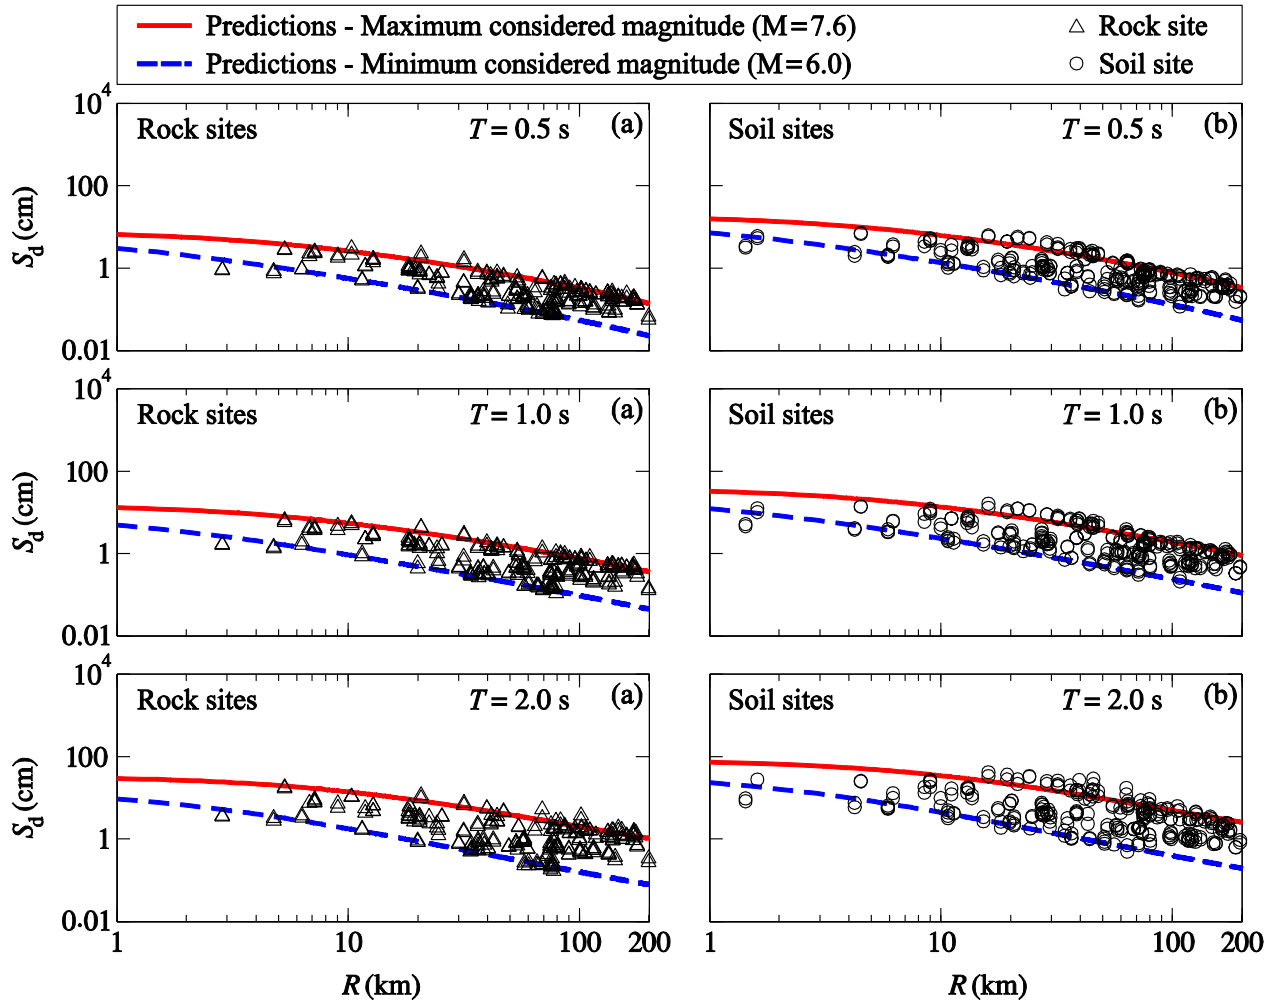 Predictions - Maximum considered magnitude (M=7.6)
Rock site
Predictions - Minimum considered magnitude (M=6.0)
Soil site
10^4
Rock sites
T = 0.5 s
(a)
Soil sites
T = 0.5 s
(b)
100
S_d (cm)
1
0.01
10^4
Rock sites
T = 1.0 s
(a)
Soil sites
T = 1.0 s
(b)
100
S_d (cm)
1
0.01
10^4
Rock sites
T = 2.0 s
(a)
Soil sites
T = 2.0 s
(b)
100
S_d (cm)
1
0.01
1 10 100 200
1 10 100 200
R (km)
R (km)